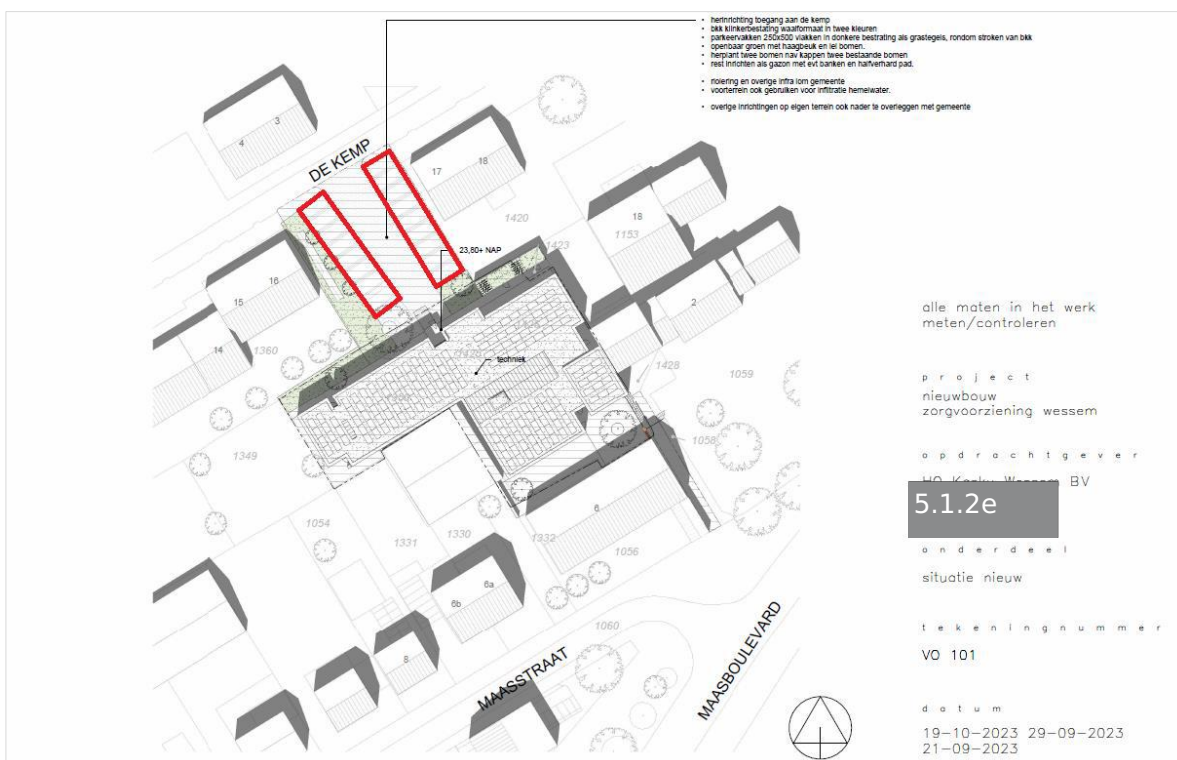 herinrichting toegang aan de kemp
bkk klinkerbestating waalformaat in twee kleuren
parkeervakken 250x500 vlakken in donkere bestrating als grastegels, rondom stroken van bkk
openbaar groen met haagbeuk en lei bomen.
herplant twee bomen nav kappen twee bestaande bomen
rest inrichten als gazon met evt banken en halfverhard pad.
riolering en overige infra iom gemeente
voorterrein ook gebruiken voor infiltratie hemelwater.
overige inrichtingen op eigen terrein ook nader te overleggen met gemeente
3
4
DE KEMP
17
18
1420
18
1153
1423
23,80+ NAP
16
15
14
1360
2
techniek
1428
1059
1349
1058
6
1054
1331
1330
1332
1056
6a
6b
8
1060
MAASSTRAAT
MAASBOULEVARD
alle maten in het werk
meten/controleren
project
nieuwbouw
zorgvoorziening wessem
opdrachtgever
5.1.2e
onderdeel
situatie nieuw
tekeningnummer
VO 101
datum
19-10-2023 29-09-2023
21-09-2023